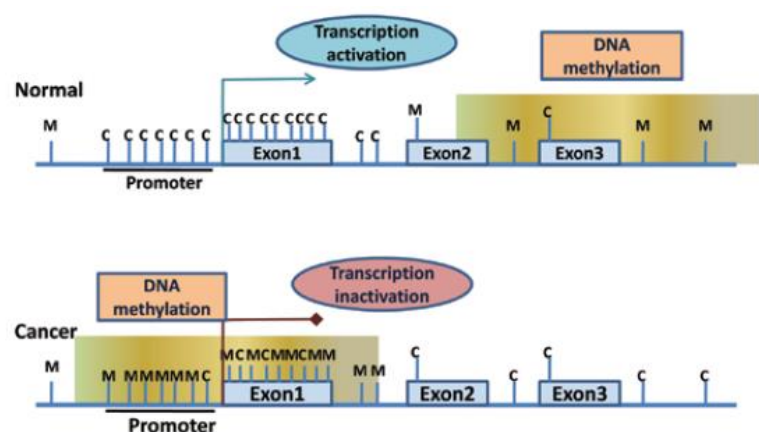 Transcription
activation
DNA
methylation
Normal
M C C C C C C C C C C C C C C C C C C M M C M M
Exon1 Exon2 Exon3
Promoter
DNA
methylation
Transcription
inactivation
Cancer
M M M M M M M C M C M C M M C M M M M C C C C C
Exon1 Exon2 Exon3
Promoter